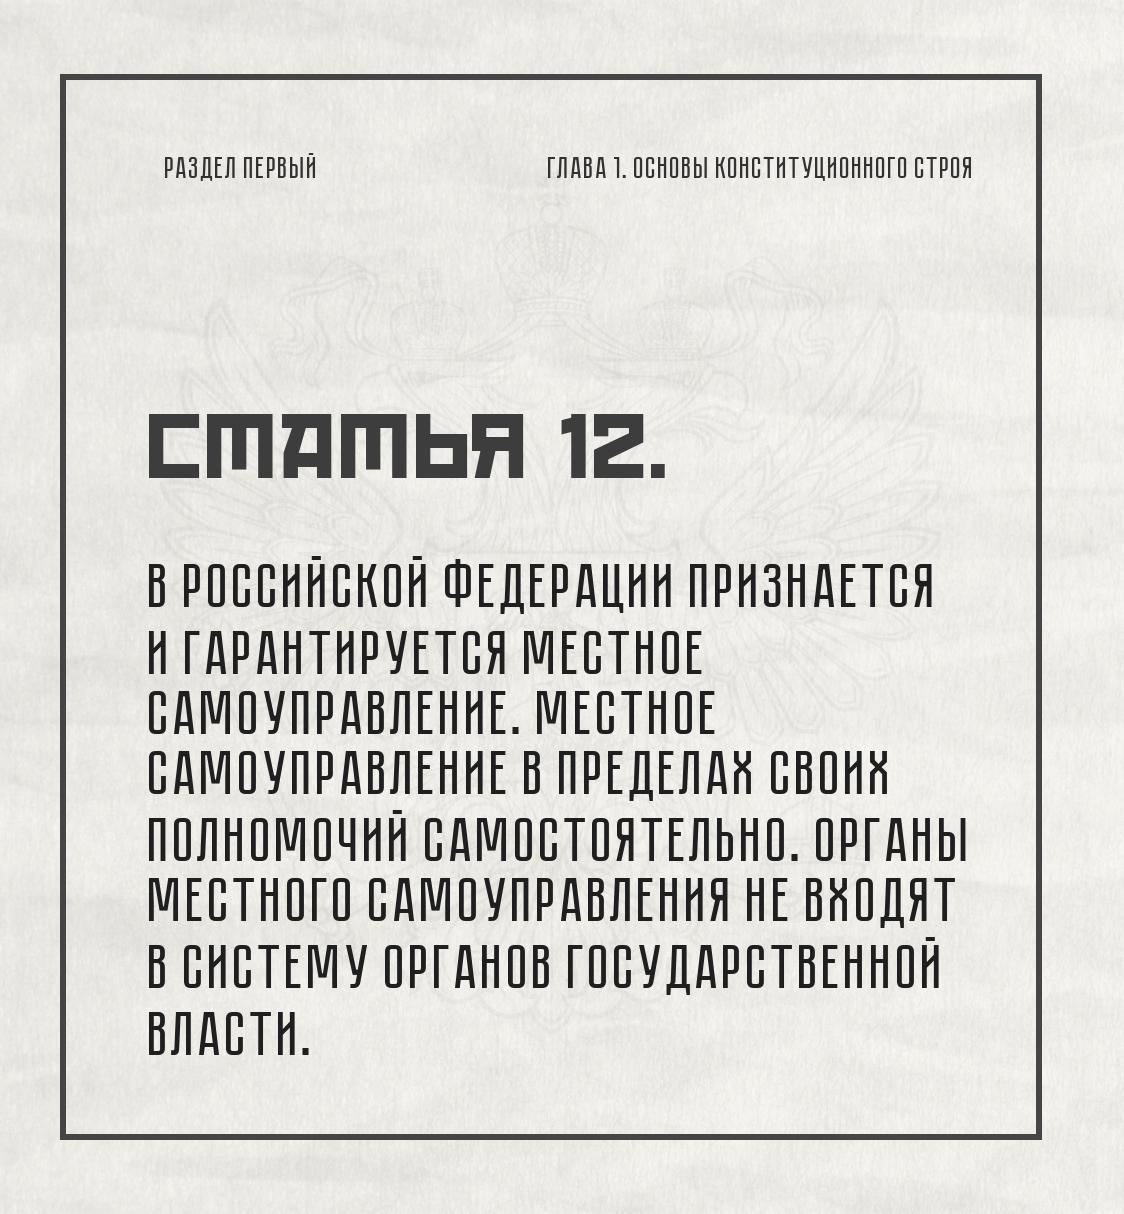 РАЗДЕЛ ПЕРВЫЙ
ГЛАВА 1. ОСНОВЫ КОНСТИТУЦИОННОГО СТРОЯ
СТАТЬЯ 12.
В РОССИЙСКОЙ ФЕДЕРАЦИИ ПРИЗНАЕТСЯ
И ГАРАНТИРУЕТСЯ МЕСТНОЕ
САМОУПРАВЛЕНИЕ. МЕСТНОЕ
САМОУПРАВЛЕНИЕ В ПРЕДЕЛАХ СВОИХ
ПОЛНОМОЧИЙ САМОСТОЯТЕЛЬНО. ОРГАНЫ
МЕСТНОГО САМОУПРАВЛЕНИЯ НЕ ВХОДЯТ
В СИСТЕМУ ОРГАНОВ ГОСУДАРСТВЕННОЙ
ВЛАСТИ.